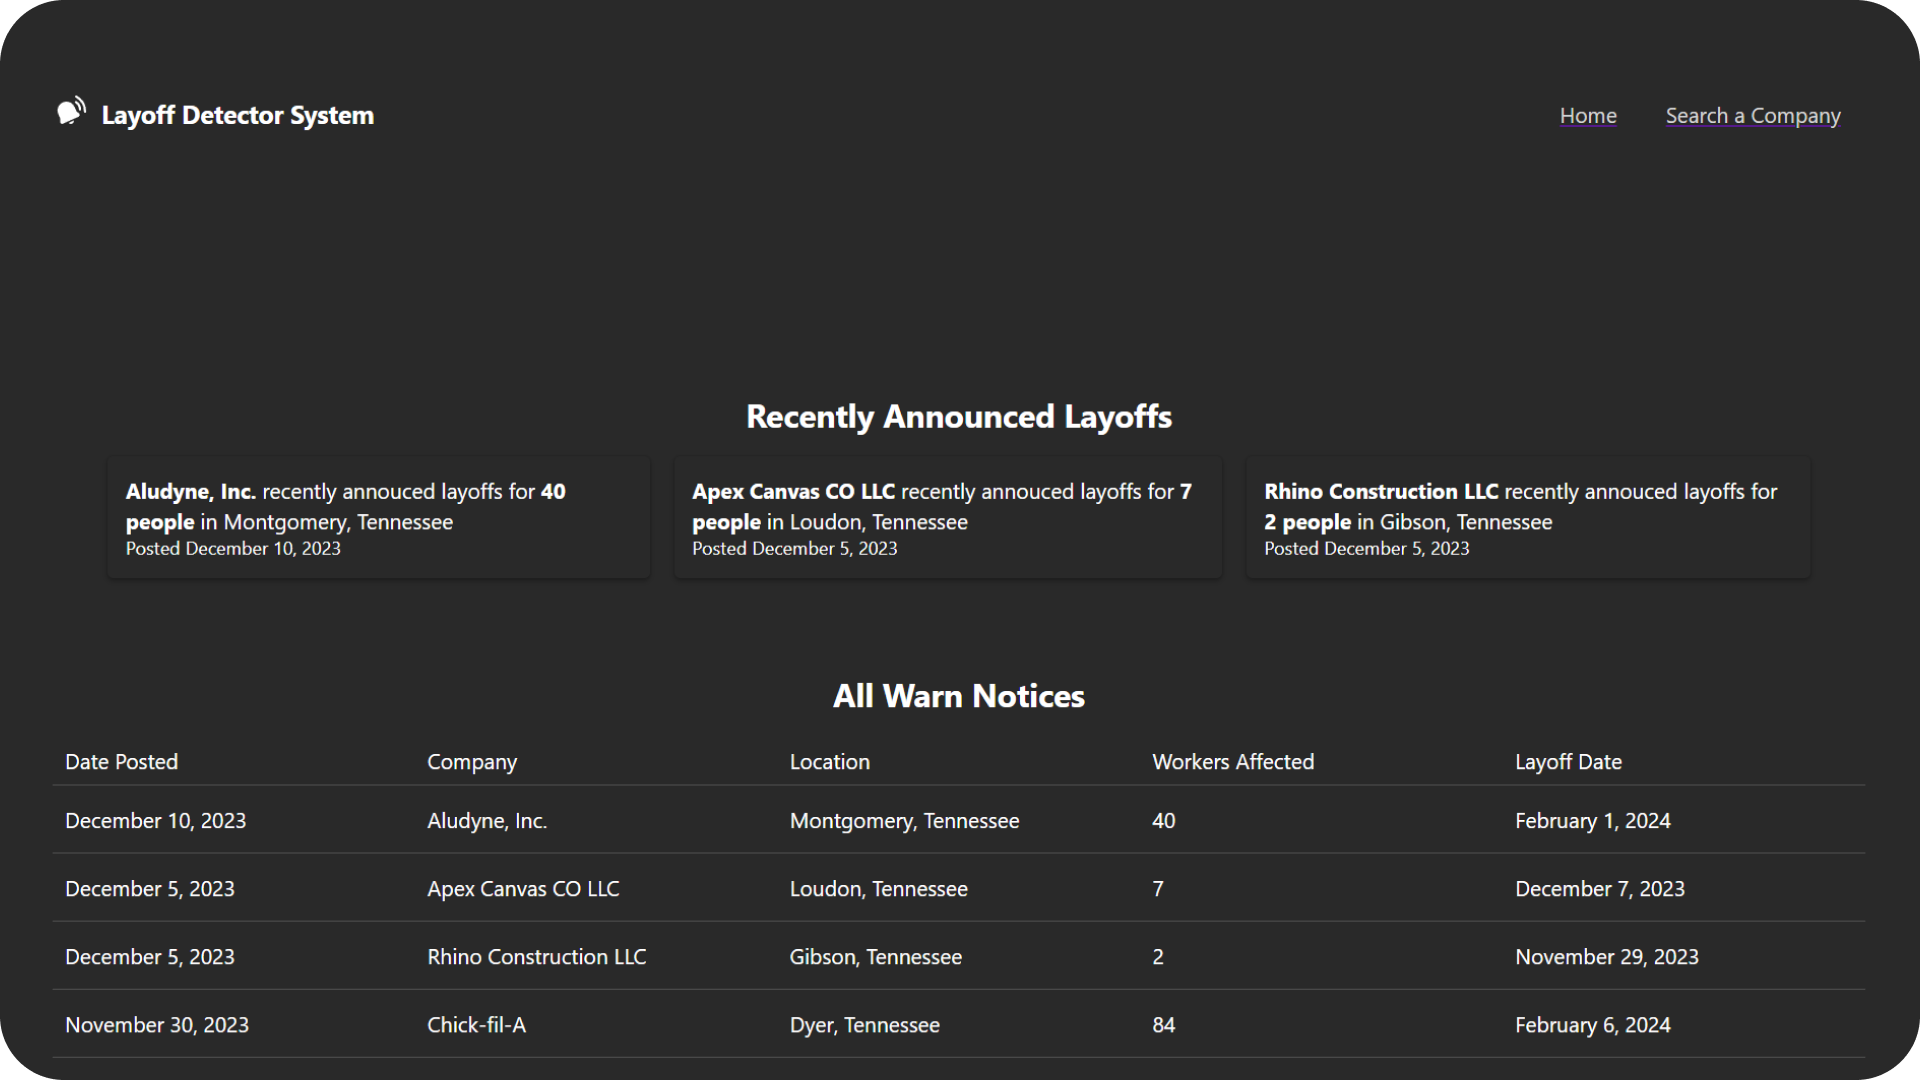 Layoff Detector System
Home
Search a Company
Recently Announced Layoffs
Aludyne, Inc. recently annouced layoffs for 40
people in Montgomery, Tennessee
Posted December 10, 2023
Apex Canvas CO LLC recently annouced layoffs for 7
people in Loudon, Tennessee
Posted December 5, 2023
Rhino Construction LLC recently annouced layoffs for
2 people in Gibson, Tennessee
Posted December 5, 2023
All Warn Notices
Date Posted Company Location Workers Affected Layoff Date
December 10, 2023 Aludyne, Inc. Montgomery, Tennessee 40 February 1, 2024
December 5, 2023 Apex Canvas CO LLC Loudon, Tennessee 7 December 7, 2023
December 5, 2023 Rhino Construction LLC Gibson, Tennessee 2 November 29, 2023
November 30, 2023 Chick-fil-A Dyer, Tennessee 84 February 6, 2024